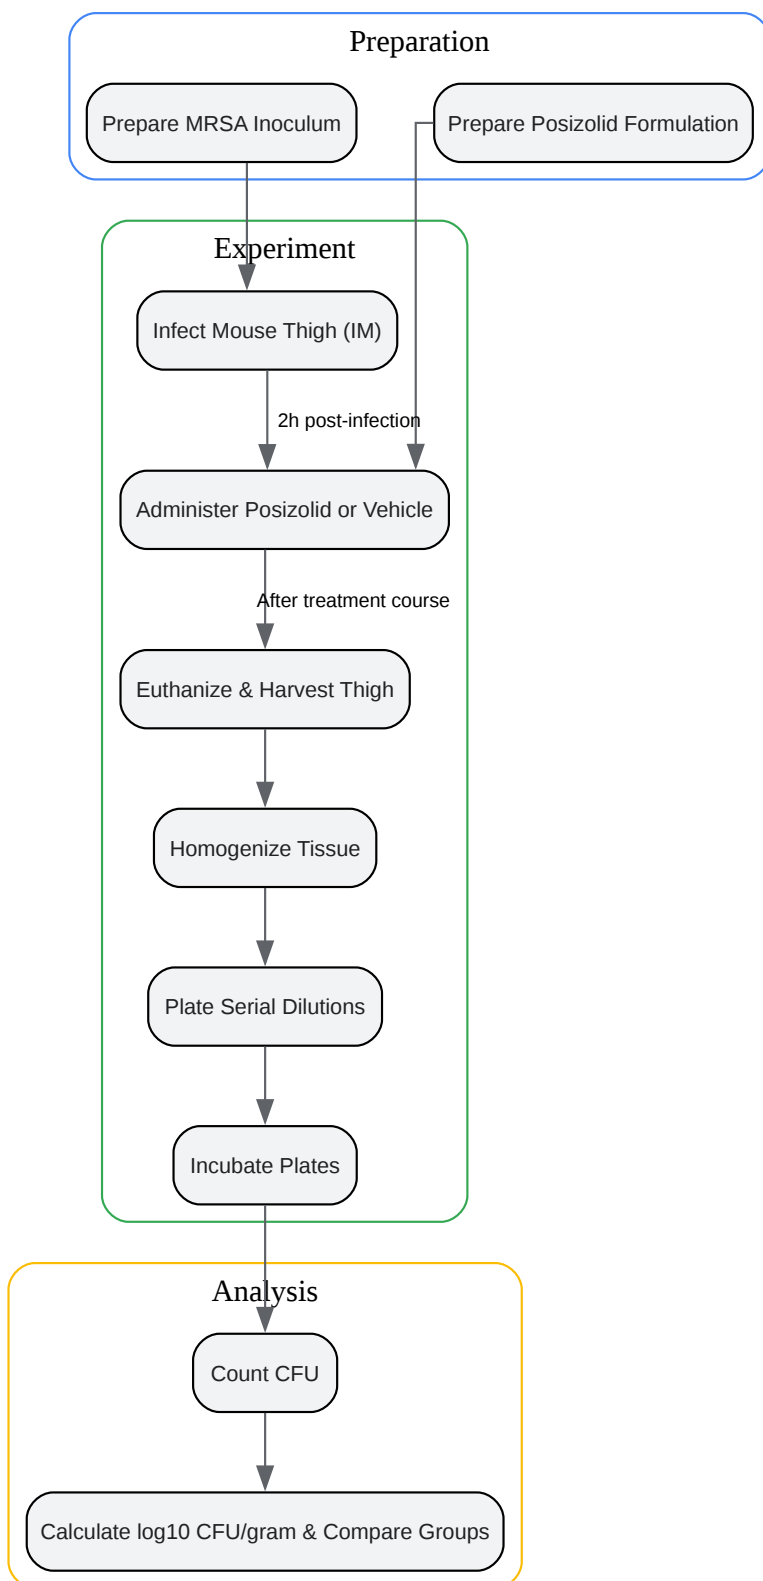 Preparation
Prepare MRSA Inoculum
Prepare Posizolid Formulation
Experiment
Infect Mouse Thigh (IM)
2h post-infection
Administer Posizolid or Vehicle
After treatment course
Euthanize & Harvest Thigh
Homogenize Tissue
Plate Serial Dilutions
Incubate Plates
Analysis
Count CFU
Calculate log10 CFU/gram & Compare Groups